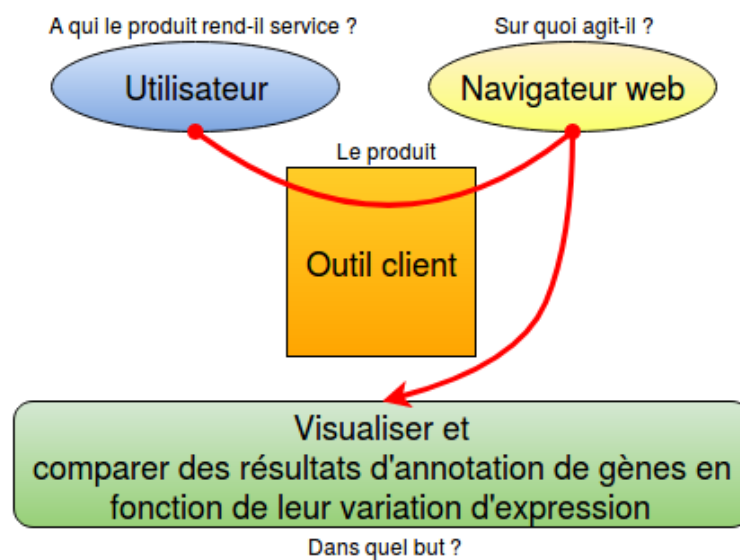 A qui le produit rend-il service ?
Sur quoi agit-il ?
Utilisateur
Navigateur web
Le produit
Outil client
Visualiser et
comparer des résultats d'annotation de gènes en
fonction de leur variation d'expression
Dans quel but ?